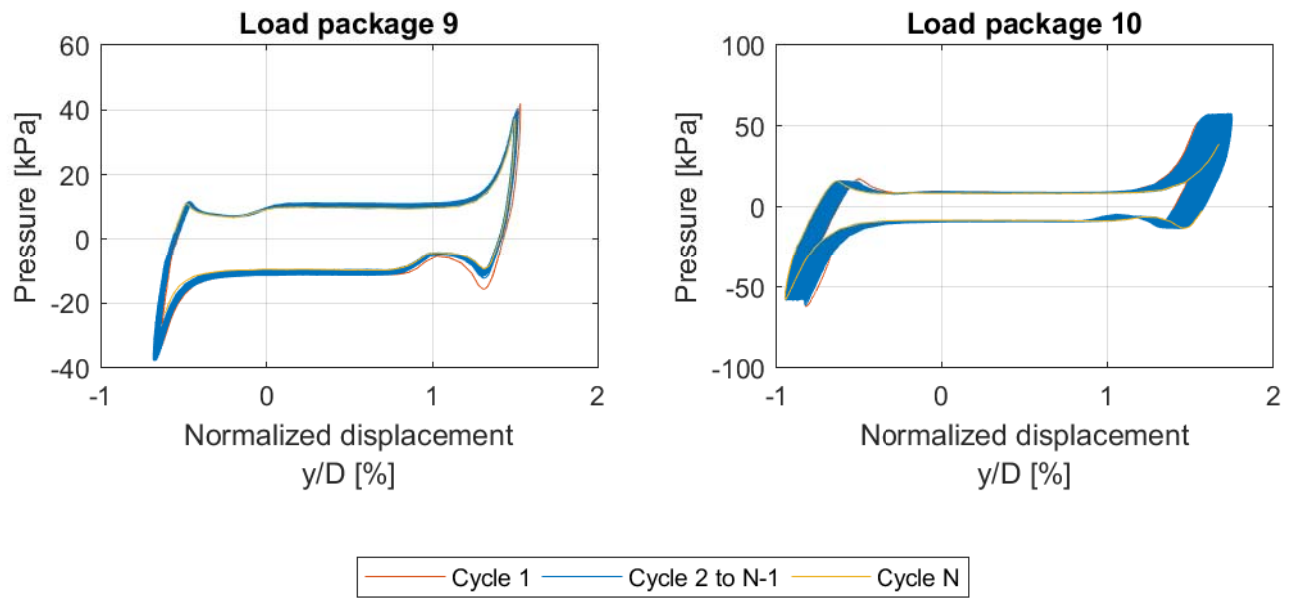 Load package 9
60
40
20
0
-20
-40
Pressure [kPa]
-1
0
1
2
Normalized displacement
y/D [%]
Load package 10
100
50
0
-50
-100
Pressure [kPa]
-1
0
1
2
Normalized displacement
y/D [%]
Cycle 1 Cycle 2 to N-1 Cycle N